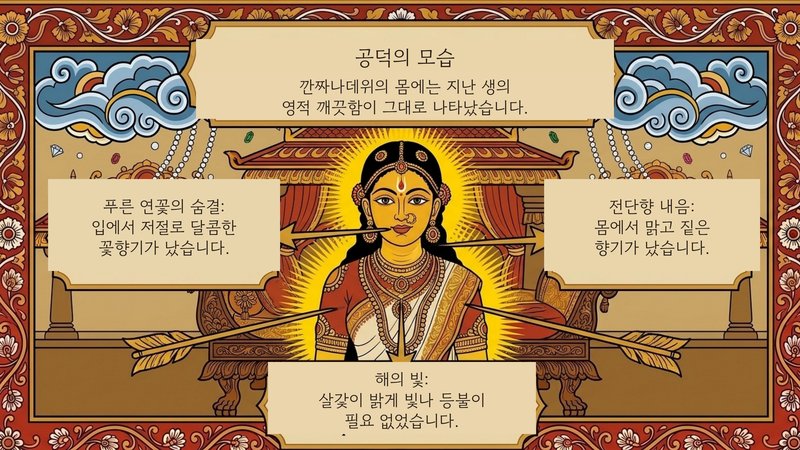 공덕의 모습
깐짜나데위의 몸에는 지난 생의
영적 깨끗함이 그대로 나타났습니다.
푸른 연꽃의 숨결:
입에서 저절로 달콤한
꽃향기가 났습니다.
전단향 내음:
몸에서 맑고 짙은
향기가 났습니다.
해의 빛:
살갗이 밝게 빛나 등불이
필요 없었습니다.